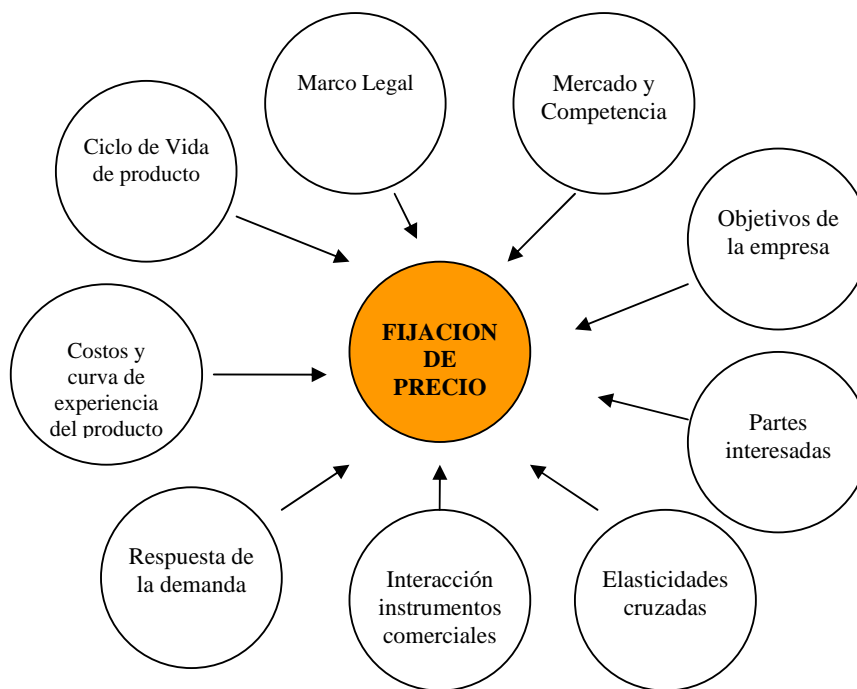 Marco Legal
Mercado y
Competencia
Ciclo de Vida
de producto
Objetivos de
la empresa
FIJACION
DE
PRECIO
Costos y
curva de
experiencia
del producto
Partes
interesadas
Respuesta de
la demanda
Interacción
instrumentos
comerciales
Elasticidades
cruzadas